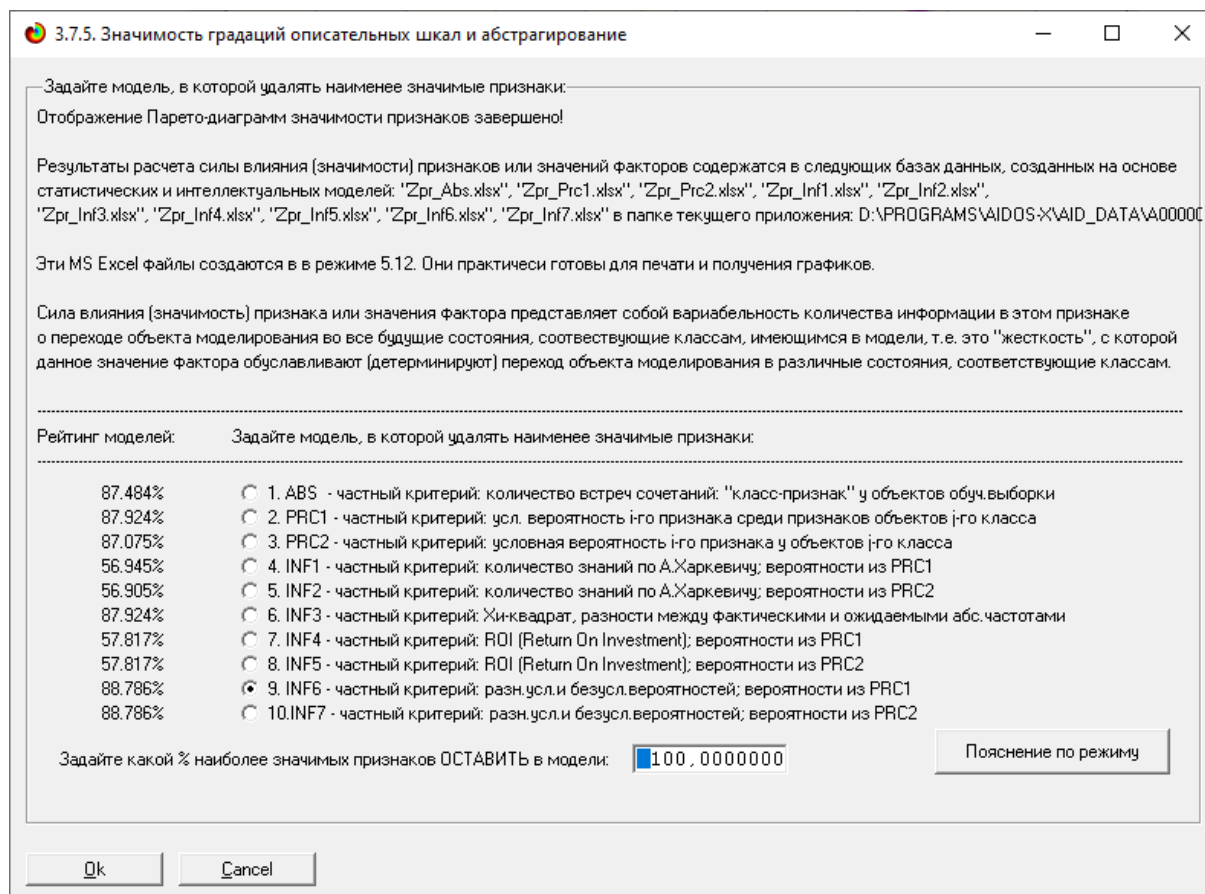 3.7.5. Значимость градаций описательных шкал и абстрагирование
Задайте модель, в которой удалять наименее значимые признаки:
Отображение Парето-диаграмм значимости признаков завершено!
Результаты расчета силы влияния (значимости) признаков или значений факторов содержатся в следующих базах данных, созданных на основе
статистических и интеллектуальных моделей: "Zpr_Abs.xlsx", "Zpr_Prc1.xlsx", "Zpr_Prc2.xlsx", "Zpr_Inf1.xlsx", "Zpr_Inf2.xlsx",
"Zpr_Inf3.xlsx", "Zpr_Inf4.xlsx", "Zpr_Inf5.xlsx", "Zpr_Inf6.xlsx", "Zpr_Inf7.xlsx" в папке текущего приложения: D:\PROGRAMS\AIDOS-X\AID_DATA\A00000
Эти MS Excel файлы создаются в в режиме 5.12. Они практичеси готовы для печати и получения графиков.
Сила влияния (значимость) признака или значения фактора представляет собой вариабельность количества информации в этом признаке
о переходе объекта моделирования во все будущие состояния, соотвествующие классам, имеющимся в модели, т.е. это "жесткость", с которой
данное значение фактора обуславливают (детерминируют) переход объекта моделирования в различные состояния, соответствующие классам.
Рейтинг моделей: Задайте модель, в которой удалять наименее значимые признаки:
87.484% 1. ABS - частный критерий: количество встреч сочетаний: "класс-признак" у объектов обуч.выборки
87.924% 2. PRC1 - частный критерий: усл. вероятность i-го признака среди признаков объектов j-го класса
87.075% 3. PRC2 - частный критерий: условная вероятность i-го признака у объектов j-го класса
56.945% 4. INF1 - частный критерий: количество знаний по А.Харкевичу; вероятности из PRC1
56.905% 5. INF2 - частный критерий: количество знаний по А.Харкевичу; вероятности из PRC2
87.924% 6. INF3 - частный критерий: Хи-квадрат, разности между фактическими и ожидаемыми абс.частотами
57.817% 7. INF4 - частный критерий: ROI (Return On Investment); вероятности из PRC1
57.817% 8. INF5 - частный критерий: ROI (Return On Investment); вероятности из PRC2
88.786% 9. INF6 - частный критерий: разн.усл.и безусл.вероятностей; вероятности из PRC1
88.786% 10.INF7 - частный критерий: разн.усл.и безусл.вероятностей; вероятности из PRC2
Задайте какой % наиболее значимых признаков ОСТАВИТЬ в модели: 100,0000000 Пояснение по режиму
Ok Cancel